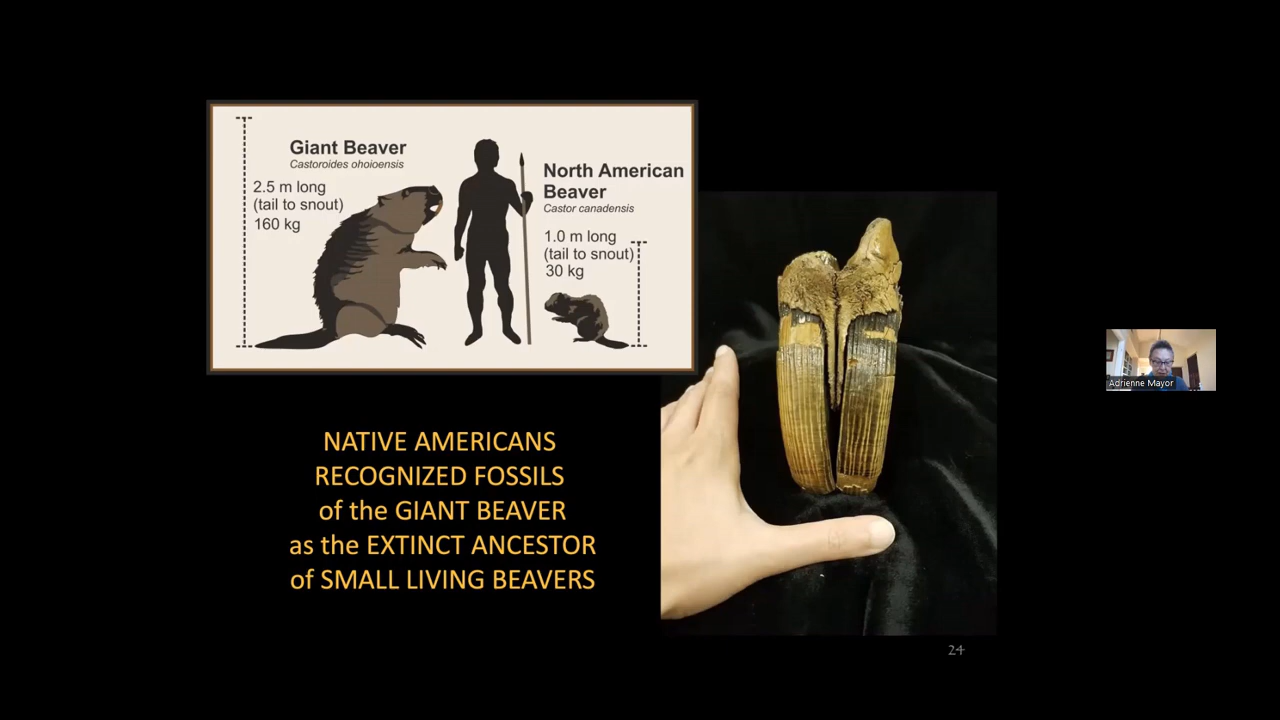 Giant Beaver
Castoroides ohoioensis
2.5 m long
(tail to snout)
160 kg
North American
Beaver
Castor canadensis
1.0 m long
(tail to snout)
30 kg
NATIVE AMERICANS
RECOGNIZED FOSSILS
of the GIANT BEAVER
as the EXTINCT ANCESTOR
of SMALL LIVING BEAVERS
24
Adrienne Mayor